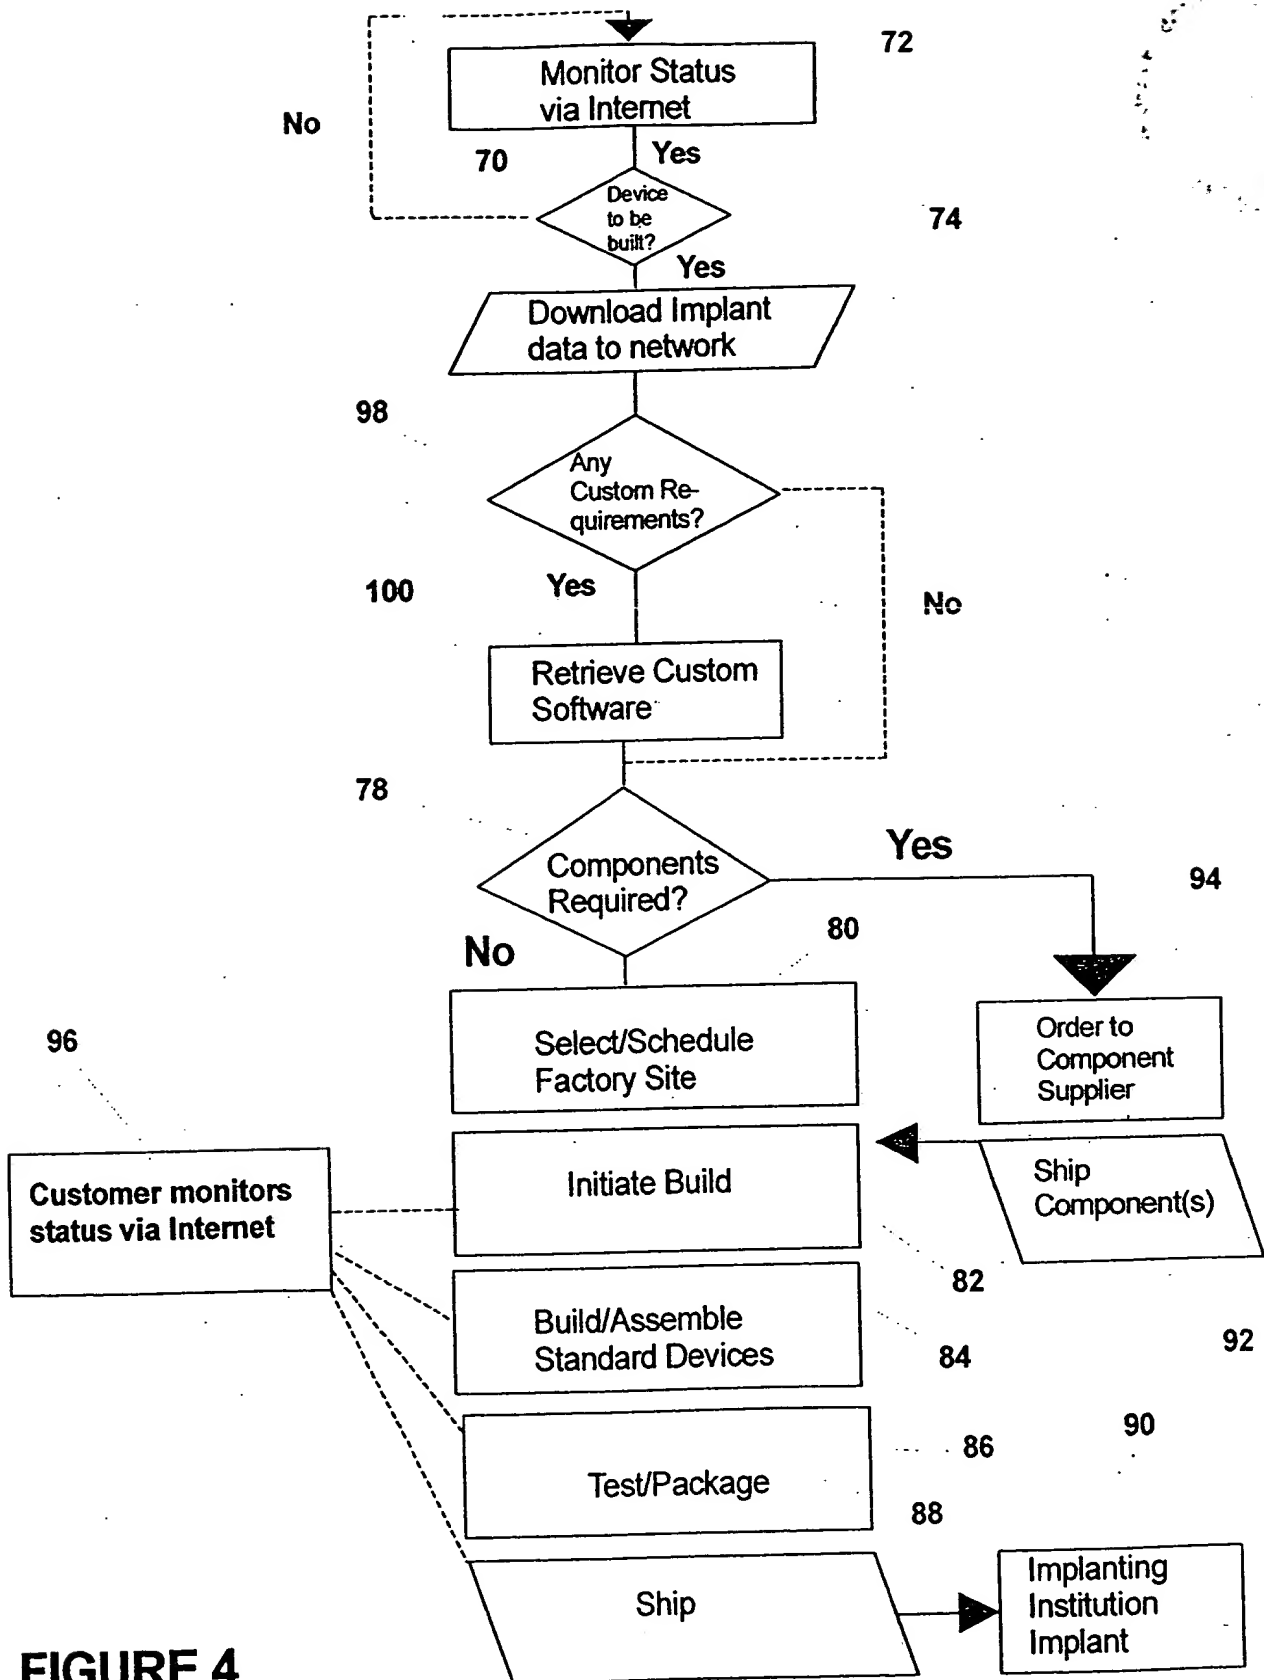 72
Monitor Status
via Internet
No
70
Yes
Device
to be
built?
74
Yes
Download Implant
data to network
98
Any
Custom Re-
quirements?
100
Yes
No
Retrieve Custom
Software
78
Components
Required?
Yes
94
80
No
96
Select/Schedule
Factory Site
Order to
Component
Supplier
Customer monitors
status via Internet
Initiate Build
Ship
Component(s)
82
Build/Assemble
Standard Devices
84
92
90
86
Test/Package
88
Ship
Implanting
Institution
Implant
FIGURE 4